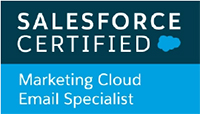 SALESFORCE
CERTIFIED
Marketing Cloud
Email Specialist